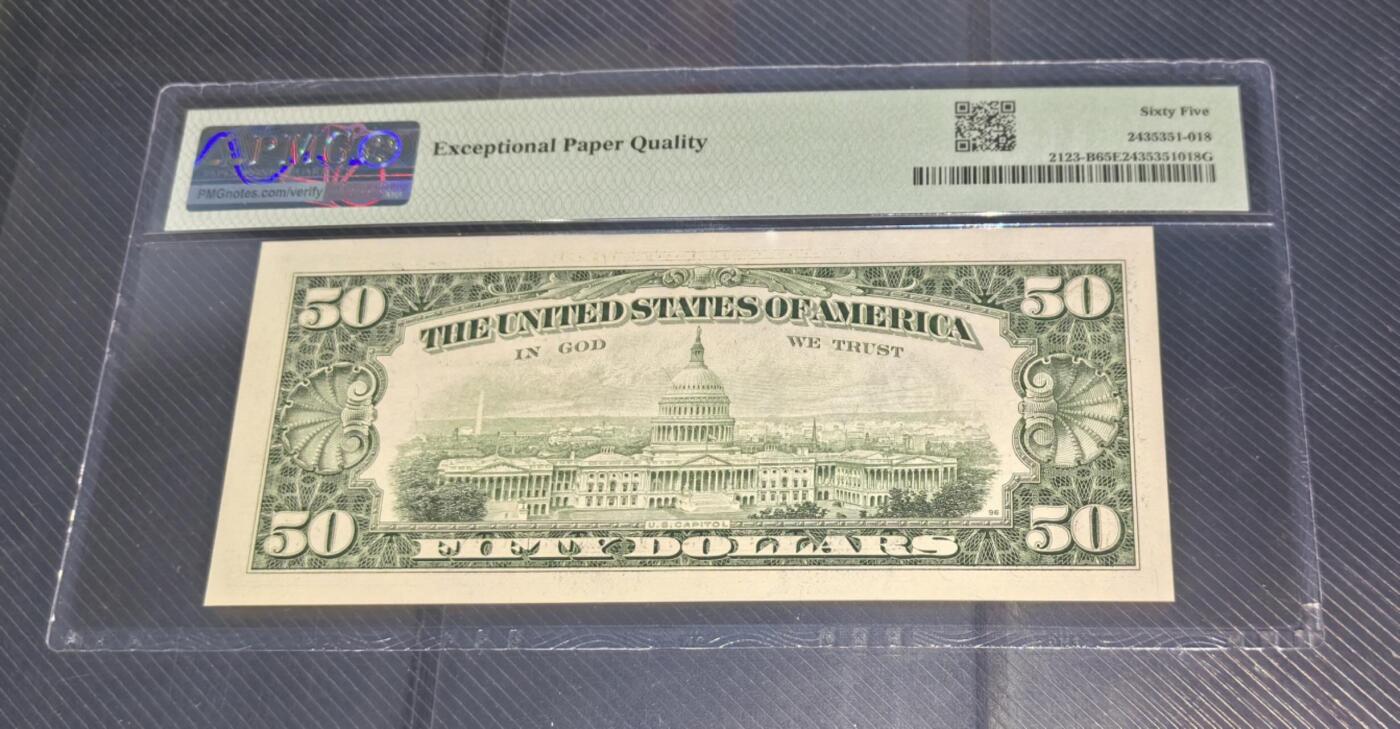 PMG
PMGnotes.com/verify
Exceptional Paper Quality
Sixty Five
2435351-018
2123-B65E2435351018G
50
50
THE UNITED STATES OF AMERICA
IN GOD WE TRUST
96
U.S. CAPITOL
50
50
FIFTY DOLLARS